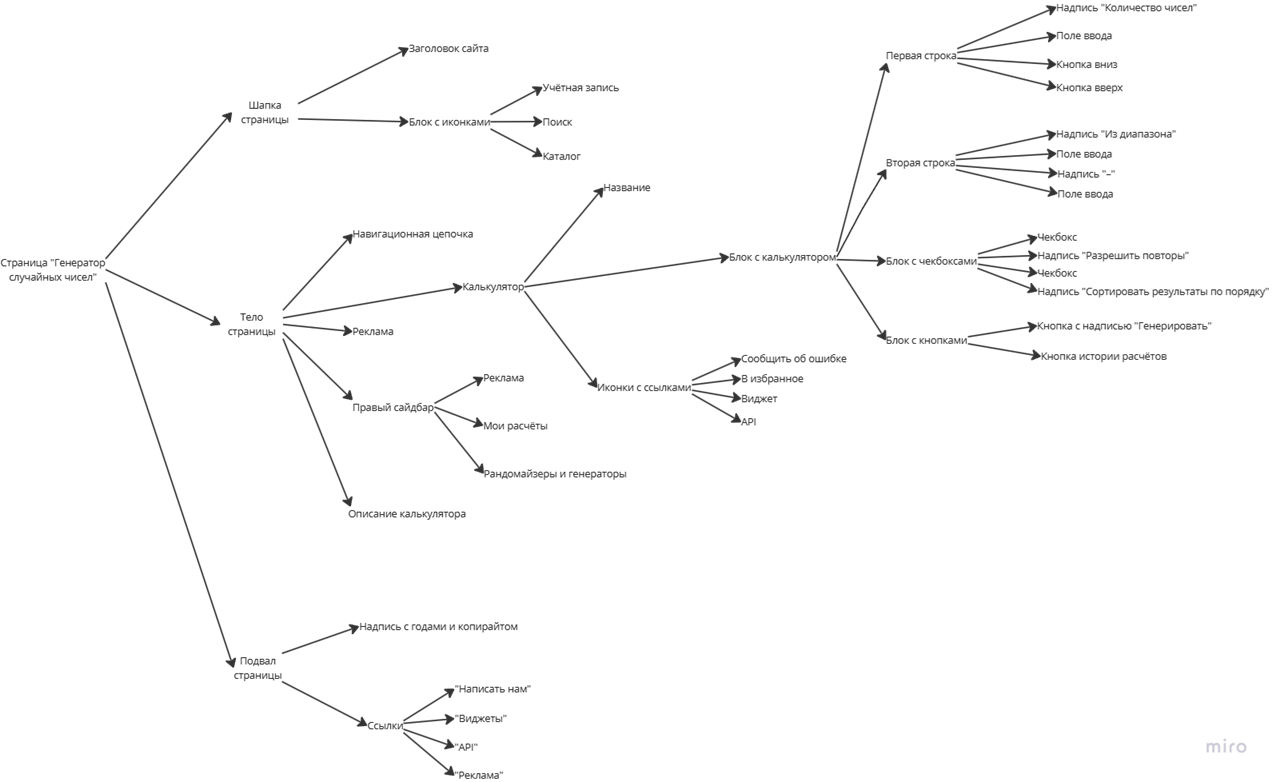 Страница "Генератор
случайных чисел"
Шапка
страницы
Заголовок сайта
Блок с иконками
Учётная запись
Поиск
Каталог
Тело
страницы
Навигационная цепочка
Калькулятор
Название
Блок с калькулятором
Первая строка
Надпись "Количество чисел"
Поле ввода
Кнопка вниз
Кнопка вверх
Вторая строка
Надпись "Из диапазона"
Поле ввода
Надпись "–"
Поле ввода
Блок с чекбоксами
Чекбокс
Надпись "Разрешить повторы"
Чекбокс
Надпись "Сортировать результаты по порядку"
Блок с кнопками
Кнопка с надписью "Генерировать"
Кнопка истории расчётов
Иконки с ссылками
Сообщить об ошибке
В избранное
Виджет
API
Реклама
Правый сайдбар
Реклама
Мои расчёты
Рандомайзеры и генераторы
Описание калькулятора
Подвал
страницы
Надпись с годами и копирайтом
Ссылки
"Написать нам"
"Виджеты"
"API"
"Реклама"
miro